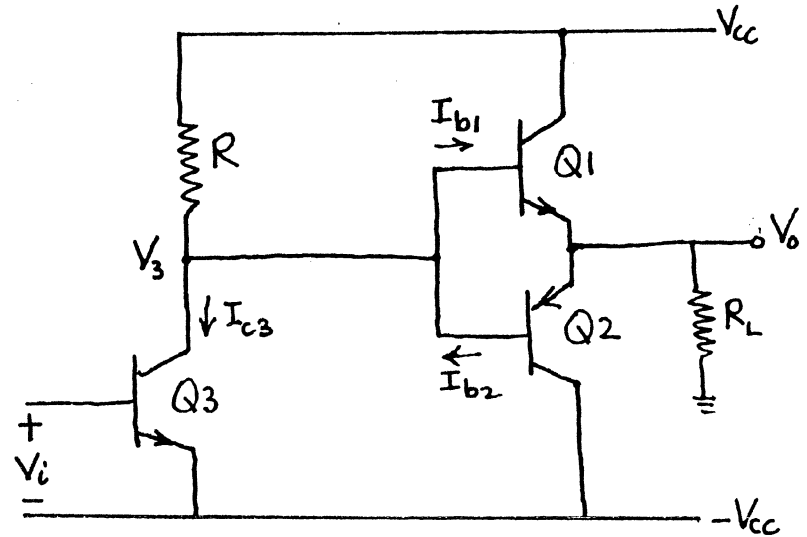 Vcc
Ib1
R
Q1
V3
Vo
Ic3
Q2
RL
Q3
Ib2
+
Vi
−
-Vcc